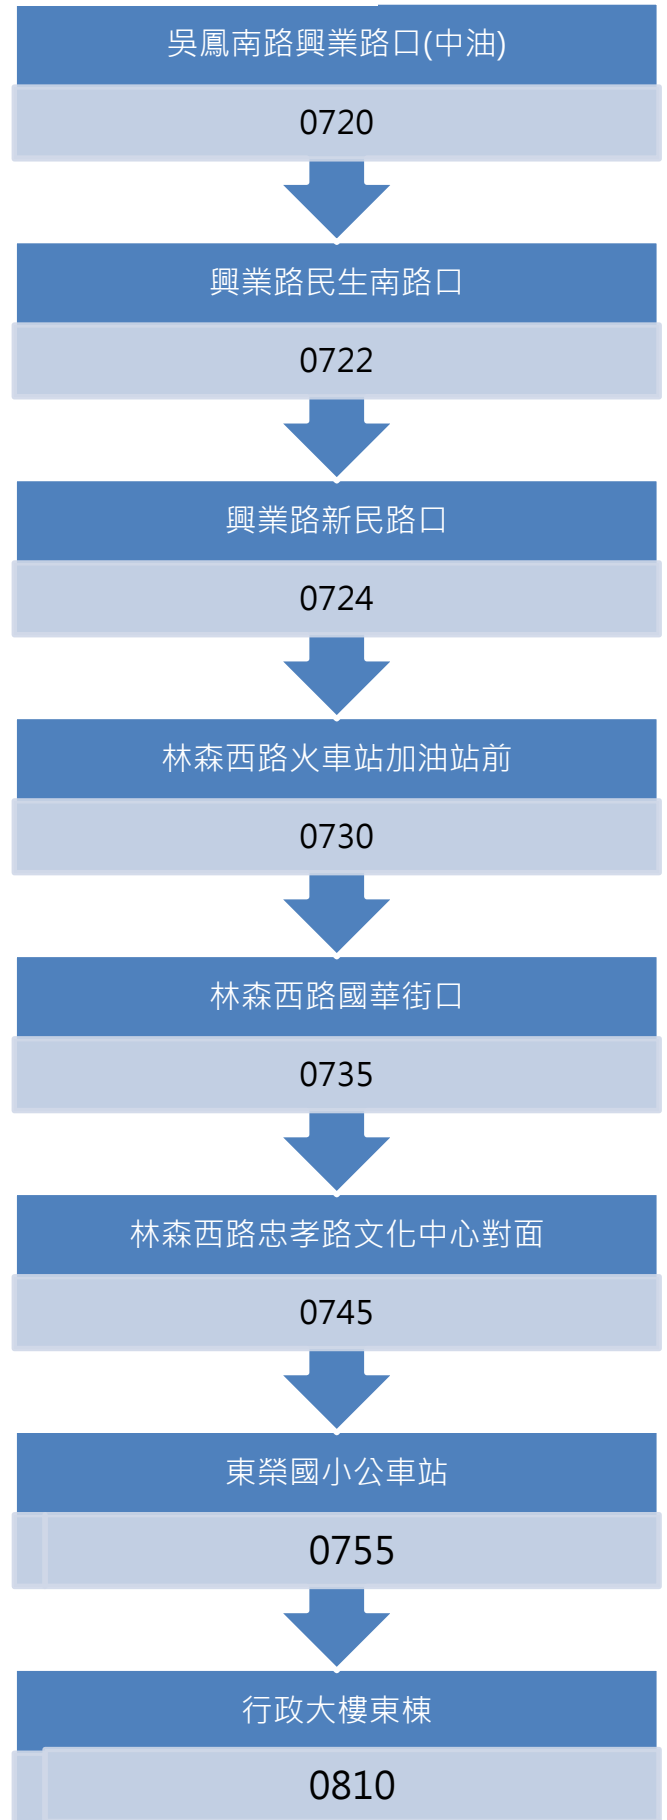 吳鳳南路興業路口(中油)
0720
興業路民生南路口
0722
興業路新民路口
0724
林森西路火車站加油站前
0730
林森西路國華街口
0735
林森西路忠孝路文化中心對面
0745
東榮國小公車站
0755
行政大樓東棟
0810